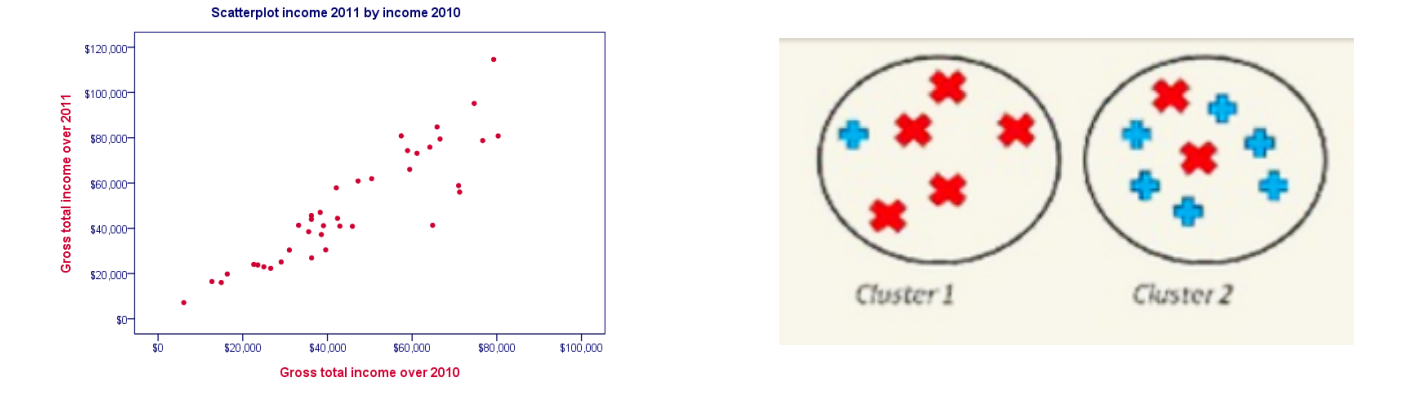 Scatterplot income 2011 by income 2010
Gross total income over 2011
$120,000
$100,000
$80,000
$60,000
$40,000
$20,000
$0
$0 $20,000 $40,000 $60,000 $80,000 $100,000
Gross total income over 2010
Cluster 1 Cluster 2